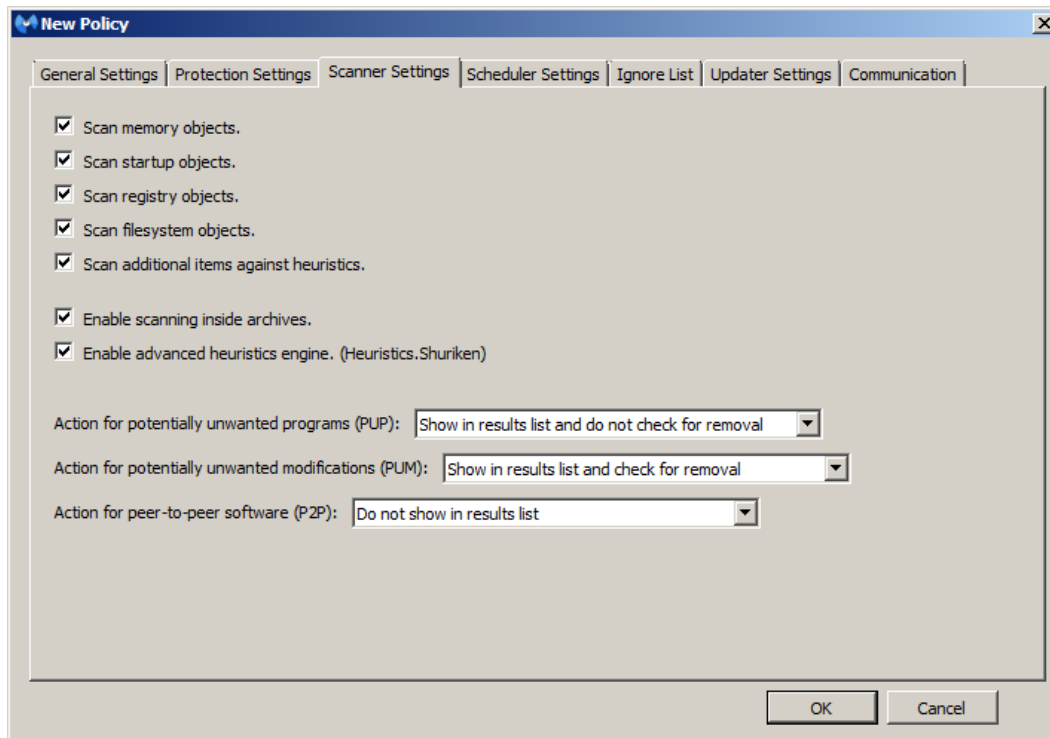 New Policy
General Settings Protection Settings Scanner Settings Scheduler Settings Ignore List Updater Settings Communication
Scan memory objects.
Scan startup objects.
Scan registry objects.
Scan filesystem objects.
Scan additional items against heuristics.
Enable scanning inside archives.
Enable advanced heuristics engine. (Heuristics.Shuriken)
Action for potentially unwanted programs (PUP): Show in results list and do not check for removal
Action for potentially unwanted modifications (PUM): Show in results list and check for removal
Action for peer-to-peer software (P2P): Do not show in results list
OK Cancel